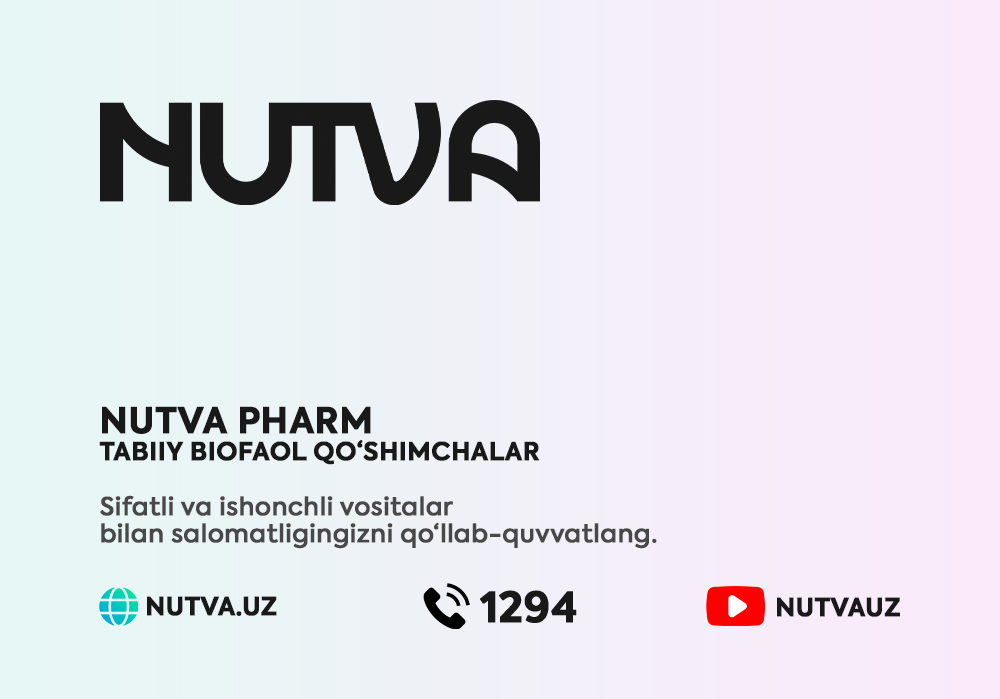 NUTVA
NUTVA PHARM
TABIIY BIOFAOL QO‘SHIMCHALAR
Sifatli va ishonchli vositalar
bilan salomatligingizni qo‘llab-quvvatlang.
NUTVA.UZ
1294
NUTVAUZ